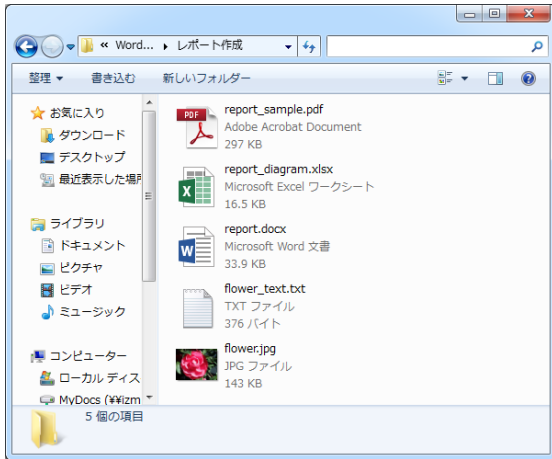 « Word... ▸ レポート作成
整理 ▼ 書き込む 新しいフォルダー
お気に入り
ダウンロード
デスクトップ
最近表示した場所
ライブラリ
ドキュメント
ピクチャ
ビデオ
ミュージック
コンピューター
ローカル ディス
MyDocs (¥¥izm
PDF
report_sample.pdf
Adobe Acrobat Document
297 KB
report_diagram.xlsx
Microsoft Excel ワークシート
16.5 KB
report.docx
Microsoft Word 文書
33.9 KB
flower_text.txt
TXT ファイル
376 バイト
flower.jpg
JPG ファイル
143 KB
5 個の項目